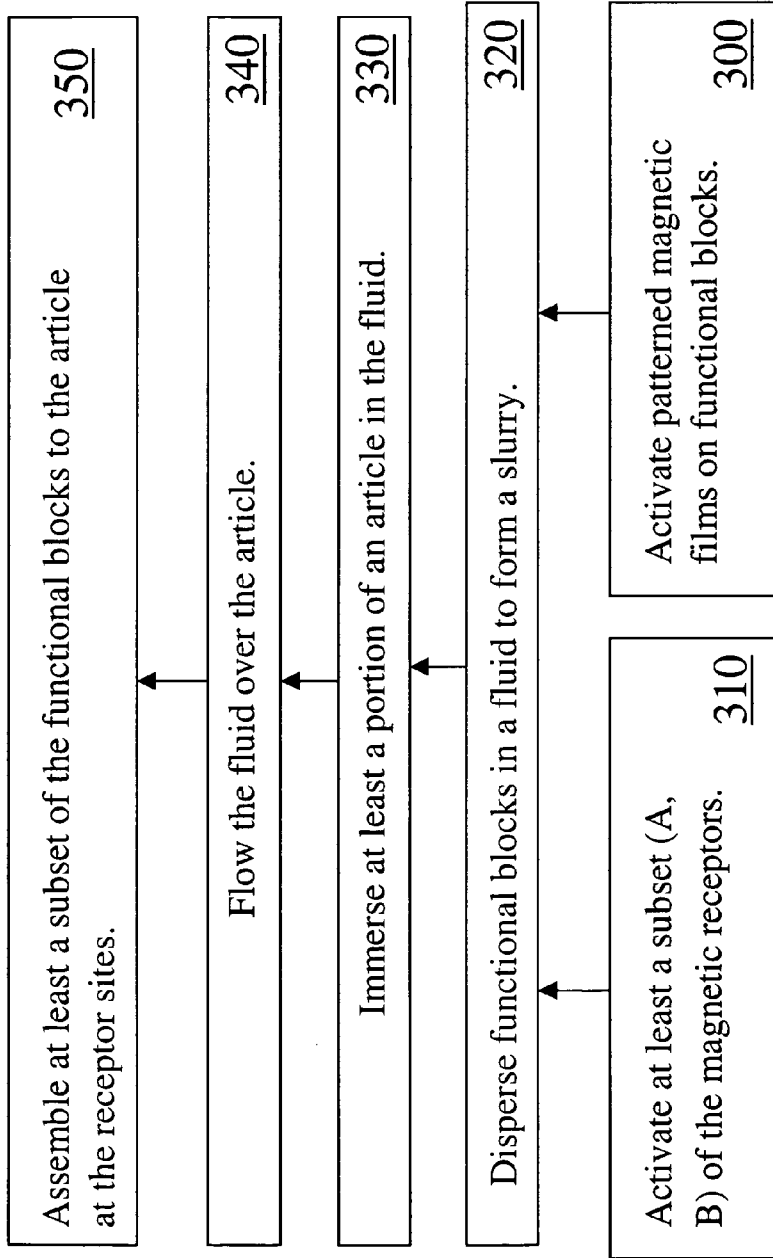 Assemble at least a subset of the functional blocks to the article
at the receptor sites.
350
Flow the fluid over the article.
340
Immerse at least a portion of an article in the fluid.
330
Disperse functional blocks in a fluid to form a slurry.
320
Activate at least a subset (A,
B) of the magnetic receptors.
310
Activate patterned magnetic
films on functional blocks.
300